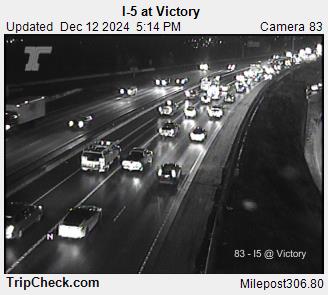 I-5 at Victory
Updated Dec 12 2024 5:14 PM Camera 83
T
N
83 - I5 @ Victory
TripCheck.com Milepost306.80